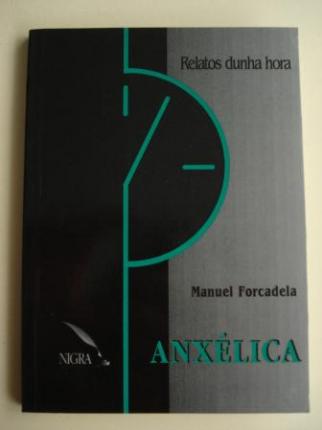 Relatos dunha hora
Manuel Forcadela
NIGRA
ANXÉLICA